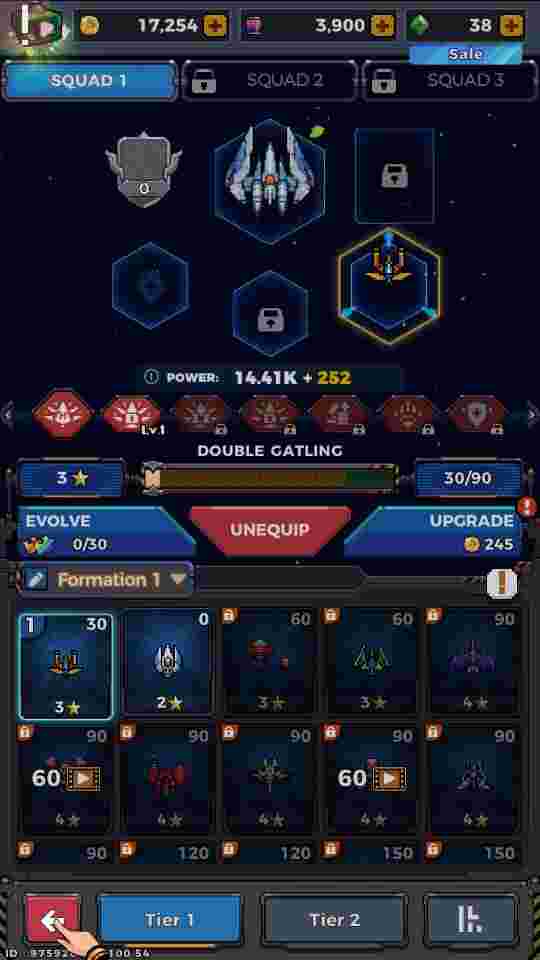 17,254
3,900
38
Sale
SQUAD 1
SQUAD 2
SQUAD 3
0
POWER: 14.41K + 252
Lv.1
DOUBLE GATLING
3
30/90
EVOLVE
0/30
UNEQUIP
UPGRADE
245
Formation 1
1 30
0
60
60
90
3
2
3
3
4
90
90
90
90
90
60
60
4
4
4
4
4
90
120
120
150
150
Tier 1
Tier 2
ID : 97592
100.54